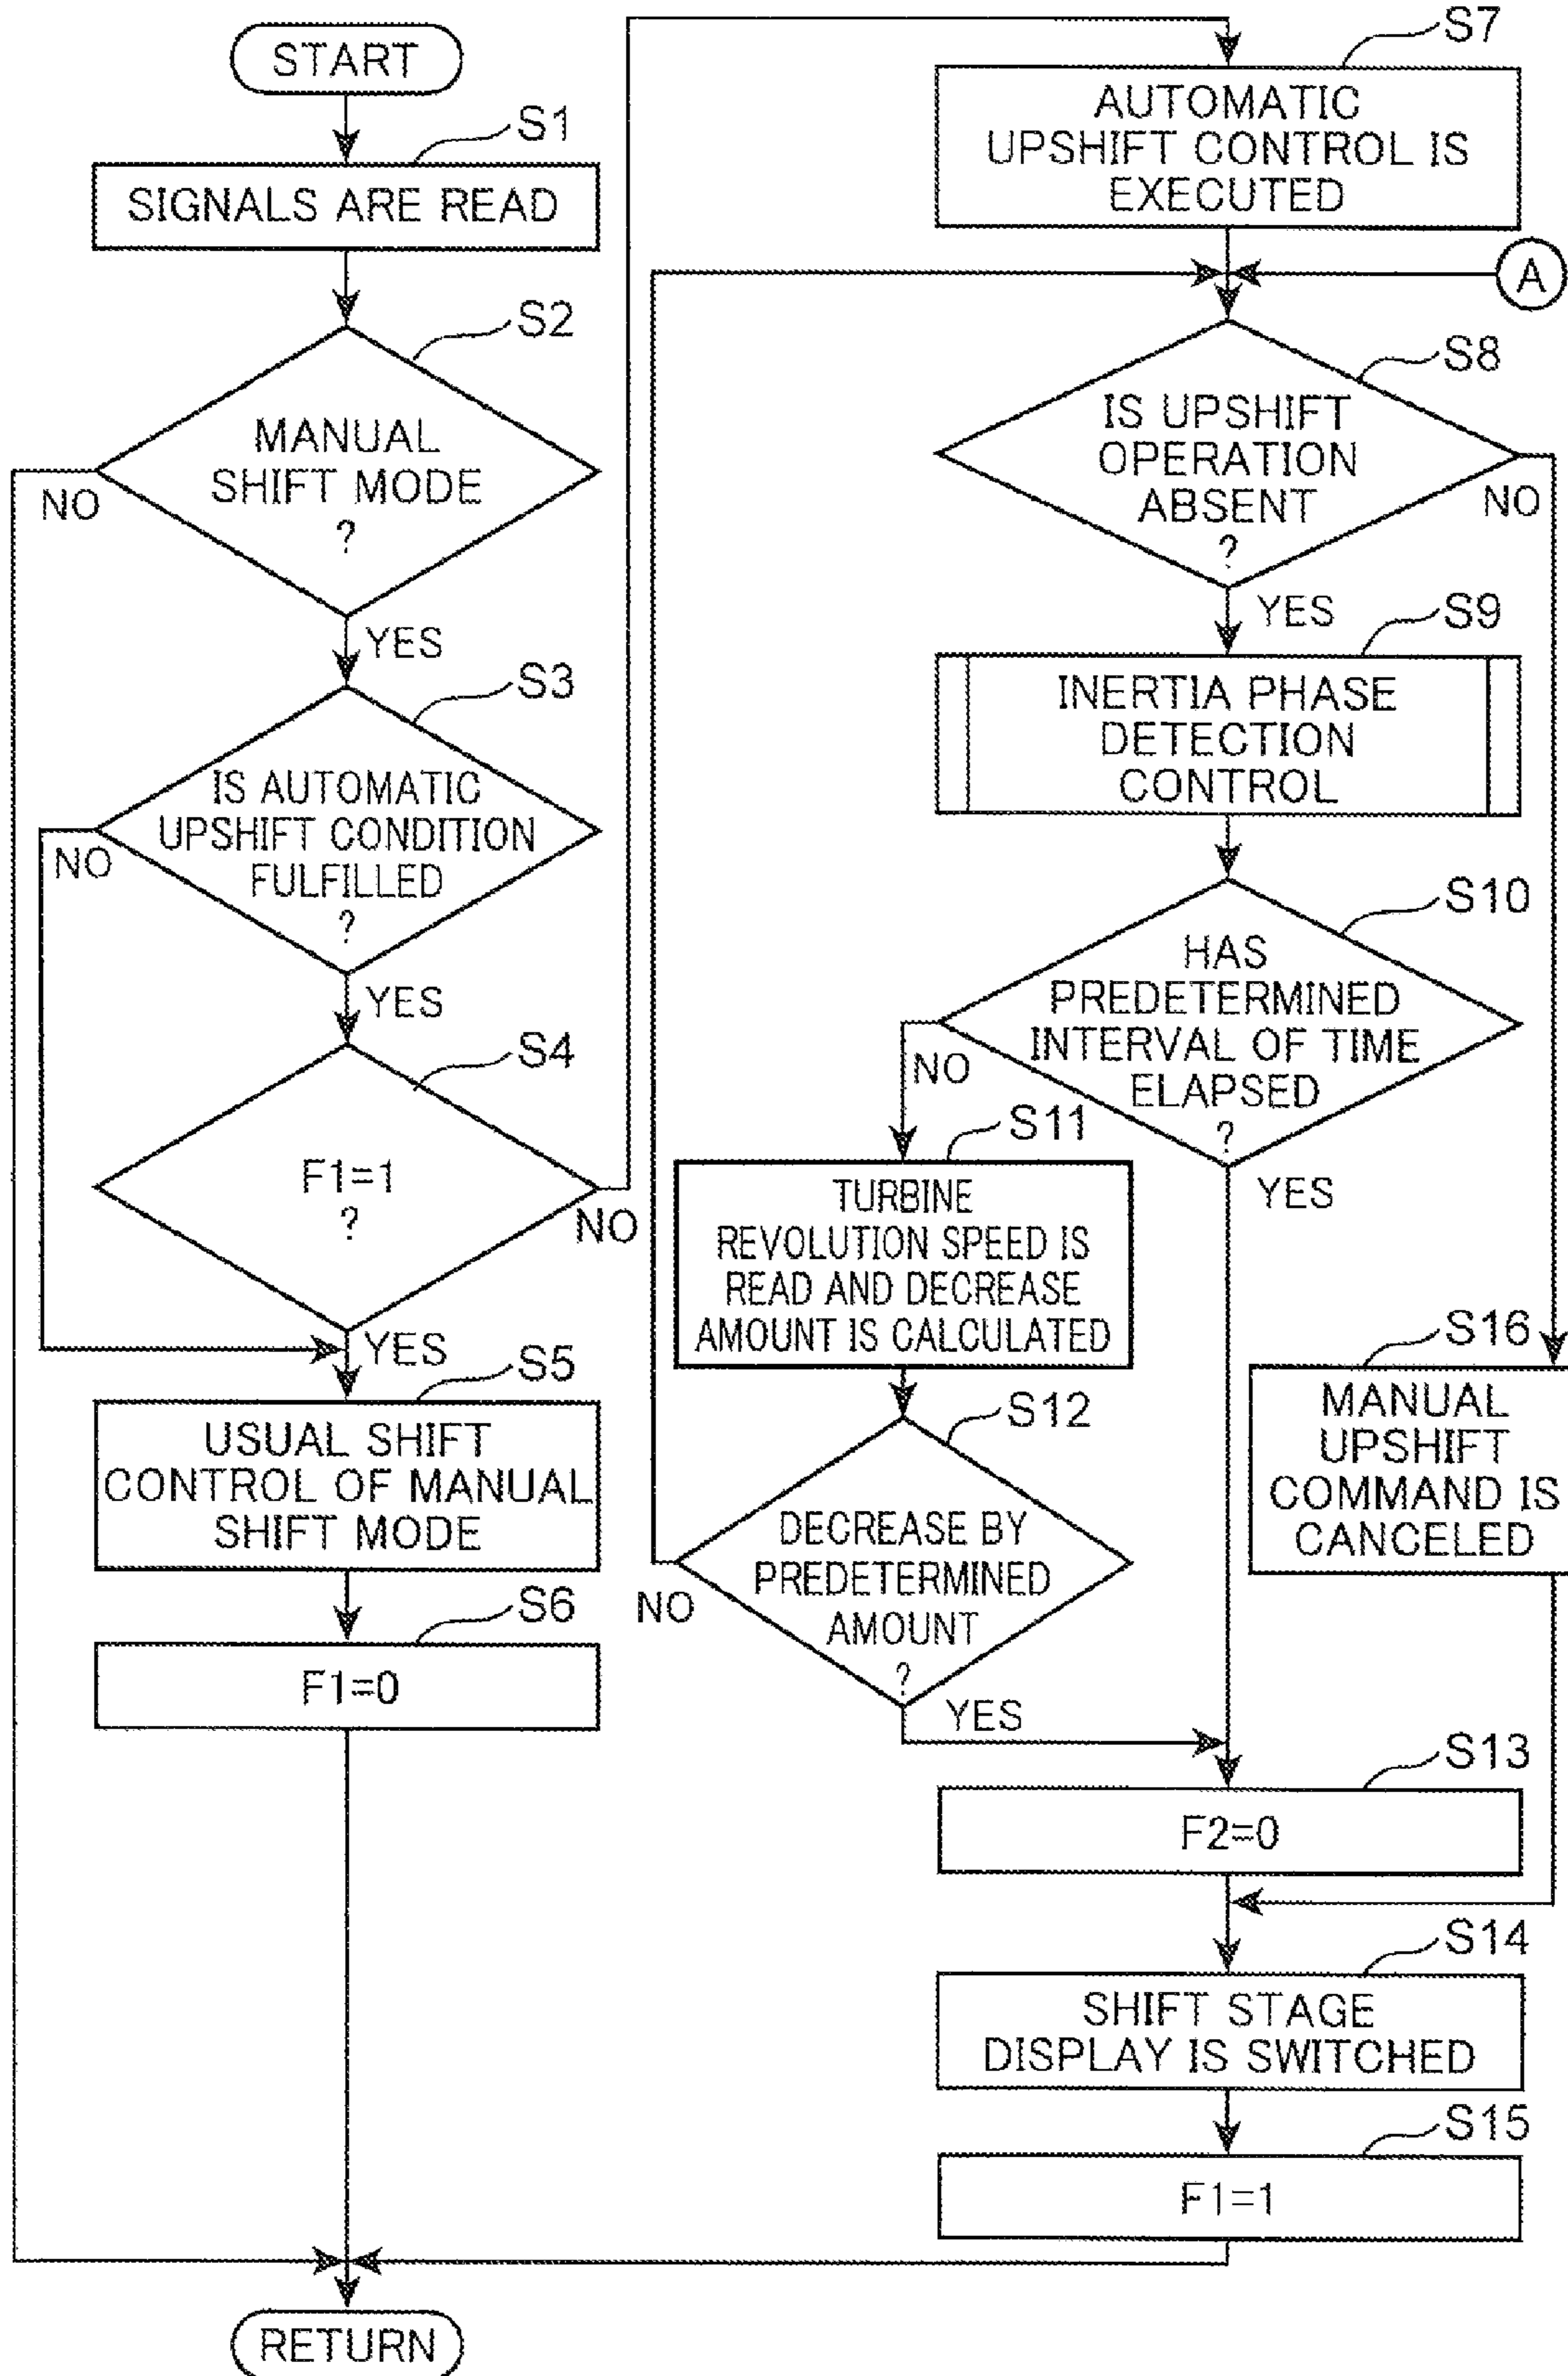 START
S1
SIGNALS ARE READ
S2
MANUAL
SHIFT MODE
?
NO
YES
S3
IS AUTOMATIC
UPSHIFT CONDITION
FULFILLED
?
NO
YES
S4
F1=1
?
NO
YES
S5
USUAL SHIFT
CONTROL OF MANUAL
SHIFT MODE
S6
F1=0
RETURN
S7
AUTOMATIC
UPSHIFT CONTROL IS
EXECUTED
A
S8
IS UPSHIFT
OPERATION
ABSENT
?
NO
YES
S9
INERTIA PHASE
DETECTION
CONTROL
S10
HAS
PREDETERMINED
INTERVAL OF TIME
ELAPSED
?
NO
YES
S11
TURBINE
REVOLUTION SPEED IS
READ AND DECREASE
AMOUNT IS CALCULATED
S12
DECREASE BY
PREDETERMINED
AMOUNT
?
NO
YES
S16
MANUAL
UPSHIFT
COMMAND IS
CANCELED
S13
F2=0
S14
SHIFT STAGE
DISPLAY IS SWITCHED
S15
F1=1